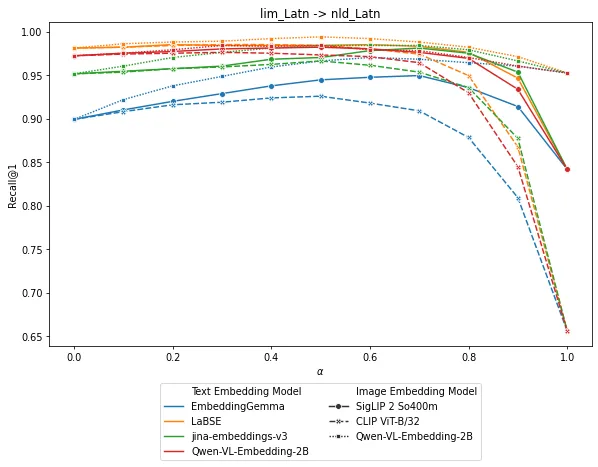 lim_Latn -> nld_Latn
1.00
0.95
0.90
0.85
0.80
0.75
0.70
0.65
Recall@1
0.0 0.2 0.4 0.6 0.8 1.0
α
Text Embedding Model Image Embedding Model
EmbeddingGemma SigLIP 2 So400m
LaBSE CLIP ViT-B/32
jina-embeddings-v3 Qwen-VL-Embedding-2B
Qwen-VL-Embedding-2B